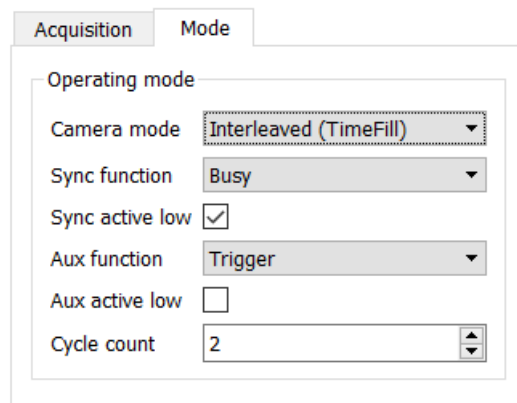 Acquisition Mode
Operating mode
Camera mode Interleaved (TimeFill)
Sync function Busy
Sync active low
Aux function Trigger
Aux active low
Cycle count 2